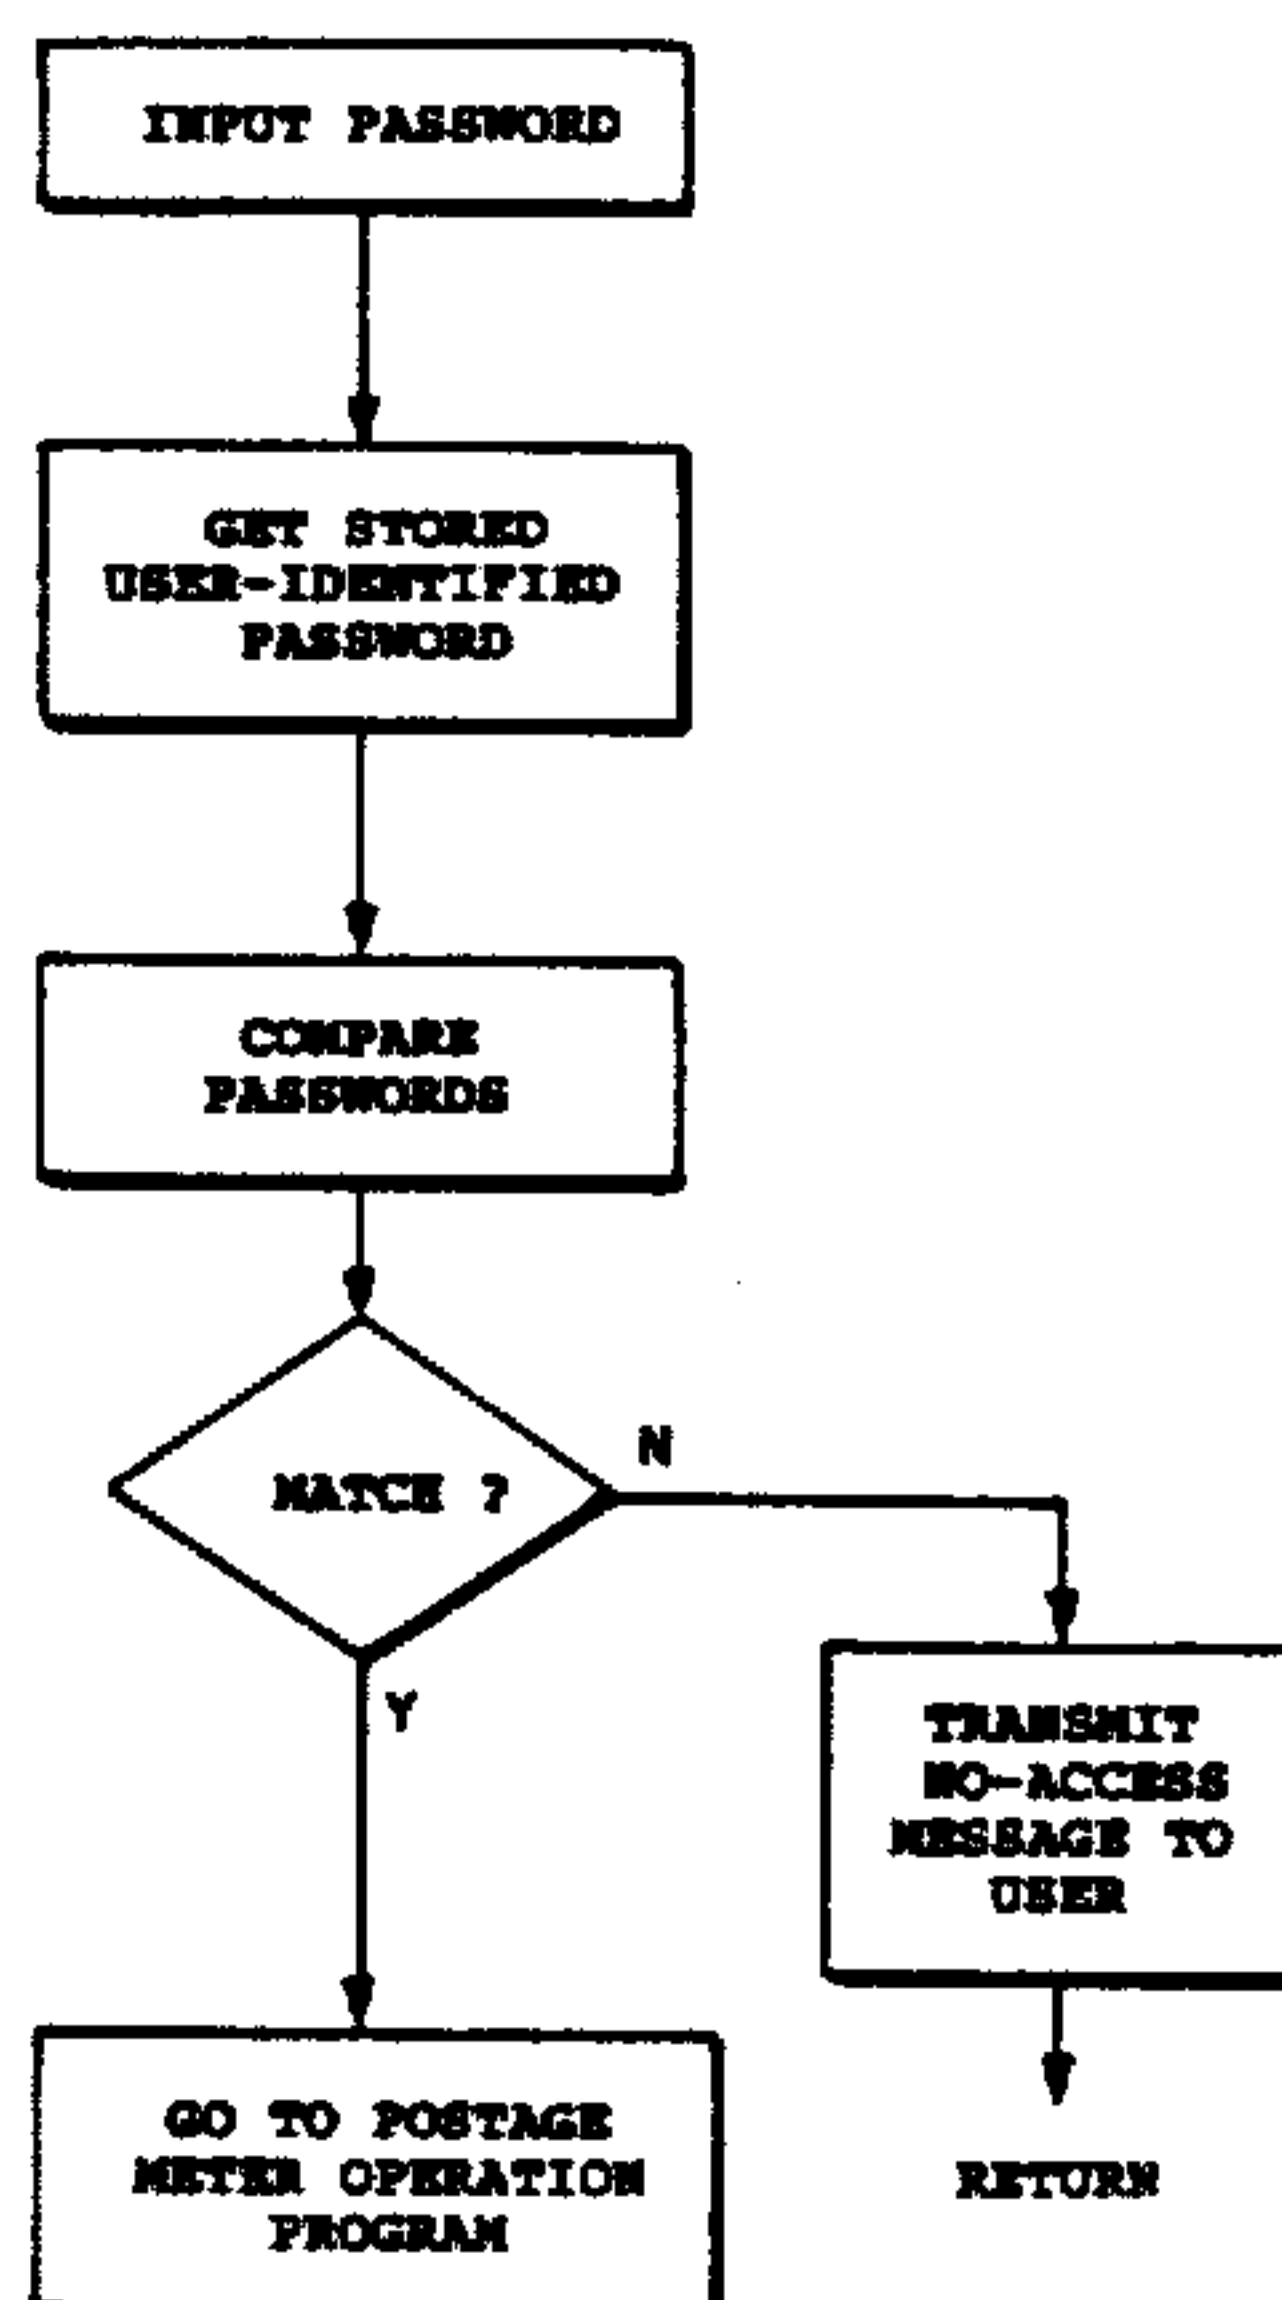 INPUT PASSWORD
GET STORED
USER-IDENTIFIED
PASSWORD
COMPARE
PASSWORDS
MATCH ?
N
Y
TRANSMIT
NO-ACCESS
MESSAGE TO
USER
GO TO POSTAGE
METER OPERATION
PROGRAM
RETURN